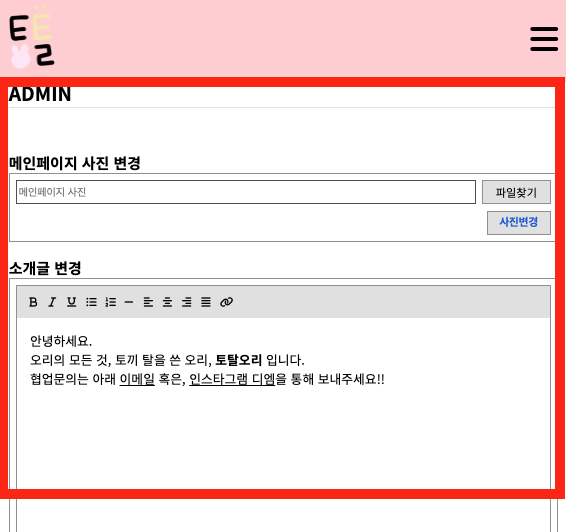 EE
EZ
ADMIN
메인페이지 사진 변경
메인페이지 사진
파일찾기
사진변경
소개글 변경
B I U
안녕하세요.
오리의 모든 것, 토끼 탈을 쓴 오리, 토탈오리 입니다.
협업문의는 아래 이메일 혹은, 인스타그램 디엠을 통해 보내주세요!!